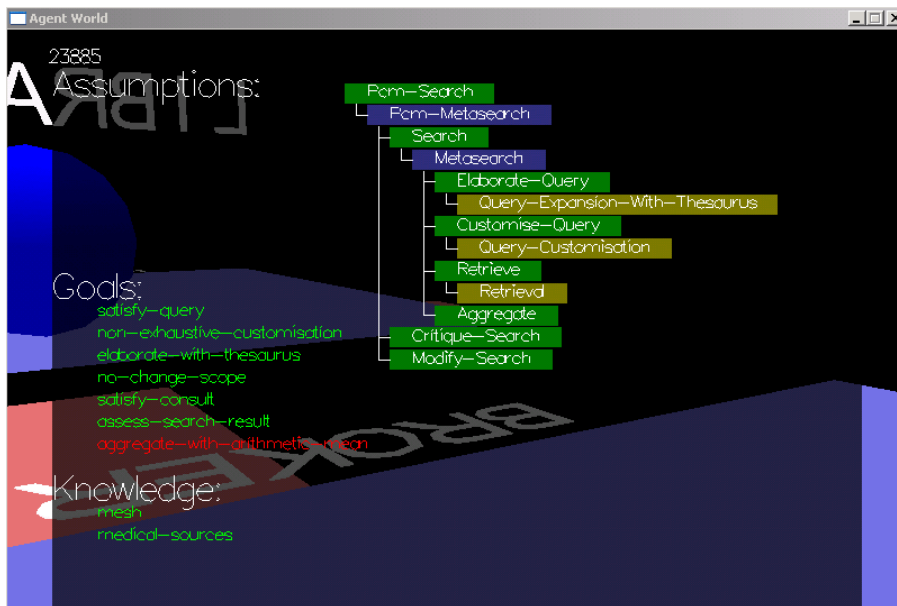 Agent World
23885
A
LIBR
Assumptions:
Pcm-Search
Pcm-Metasearch
Search
Metasearch
Elaborate-Query
Query-Expansion-With-Thesaurus
Customise-Query
Query-Customisation
Retrieve
Retrieval
Aggregate
Critique-Search
Modify-Search
Goals:
satisfy-query
non-exhaustive-customisation
elaborate-with-thesaurus
no-change-scope
satisfy-consult
assess-search-result
aggregate-with-arithmetic-mean
BROKER
Knowledge:
mesh
medical-sources